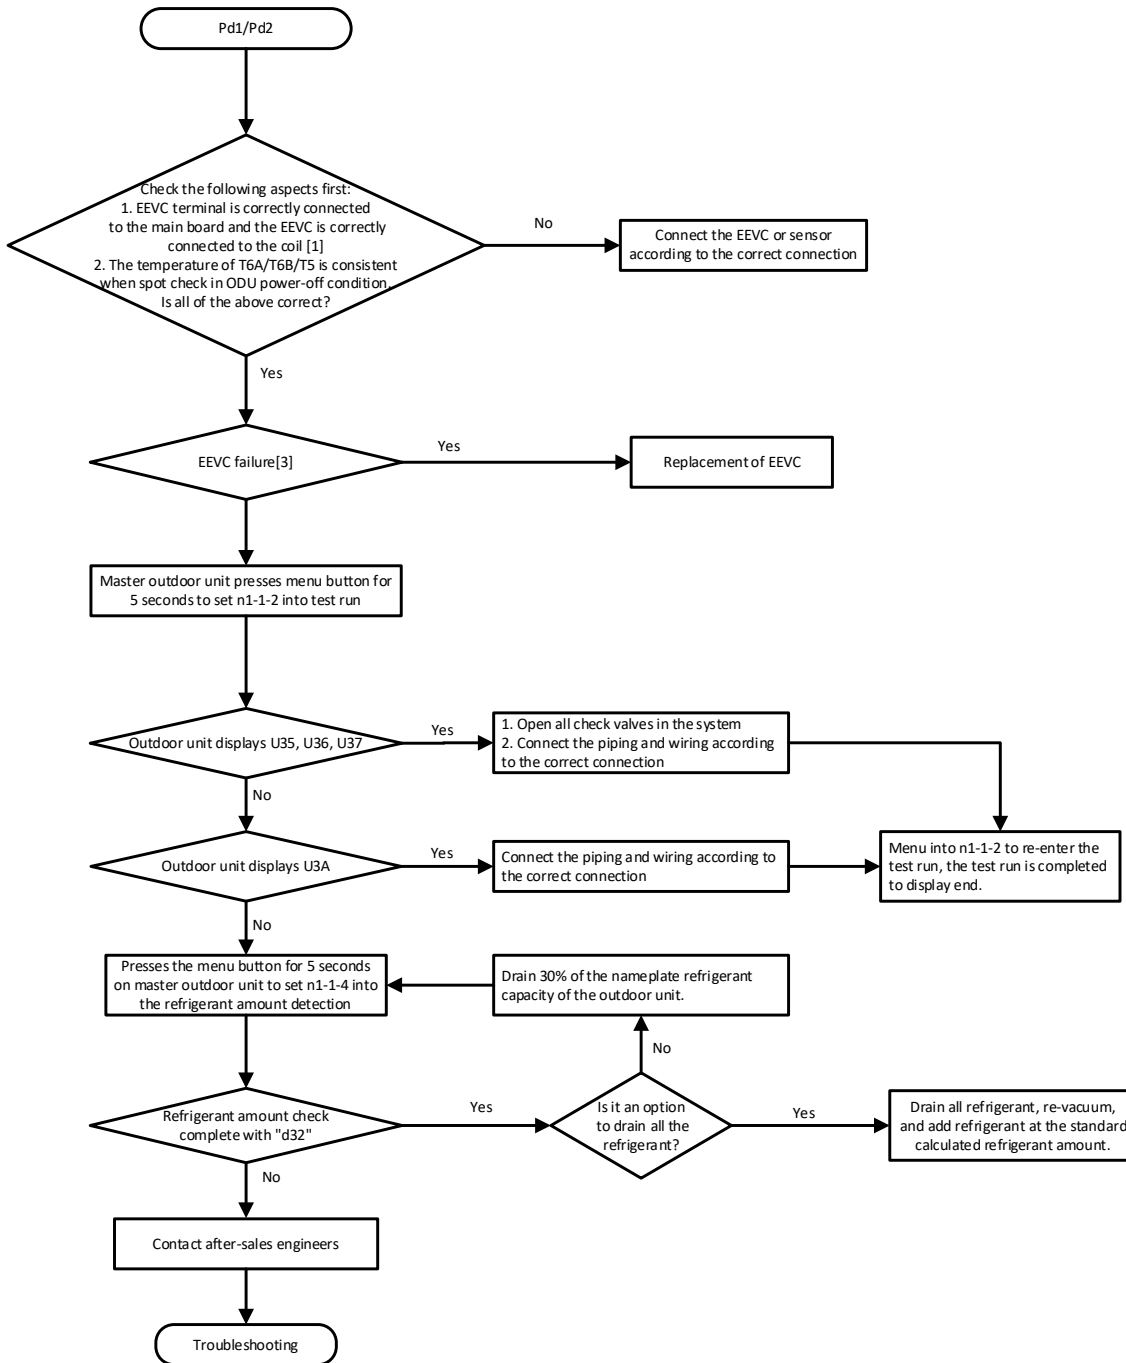 Pd1/Pd2
Check the following aspects first:
1. EEVC terminal is correctly connected
to the main board and the EEVC is correctly
connected to the coil [1]
2. The temperature of T6A/T6B/T5 is consistent
when spot check in ODU power-off condition.
Is all of the above correct?
No
Connect the EEVC or sensor
according to the correct connection
Yes
EEVC failure[3]
Yes
Replacement of EEVC
Master outdoor unit presses menu button for
5 seconds to set n1-1-2 into test run
Outdoor unit displays U35, U36, U37
Yes
1. Open all check valves in the system
2. Connect the piping and wiring according
to the correct connection
No
Outdoor unit displays U3A
Yes
Connect the piping and wiring according to
the correct connection
Menu into n1-1-2 to re-enter the
test run, the test run is completed
to display end.
No
Presses the menu button for 5 seconds
on master outdoor unit to set n1-1-4 into
the refrigerant amount detection
Drain 30% of the nameplate refrigerant
capacity of the outdoor unit.
No
Refrigerant amount check
complete with "d32"
Yes
Is it an option
to drain all the
refrigerant?
Yes
Drain all refrigerant, re-vacuum,
and add refrigerant at the standard
calculated refrigerant amount.
No
Contact after-sales engineers
Troubleshooting